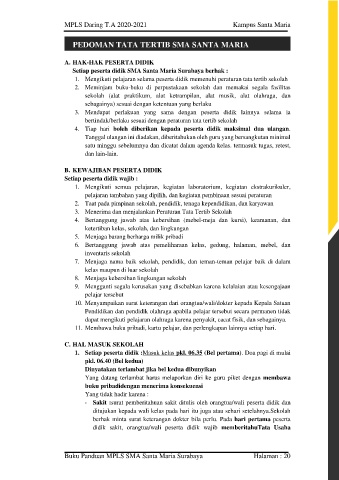 MPLS Daring T.A 2020-2021 Kampus Santa Maria
PEDOMAN TATA TERTIB SMA SANTA MARIA
A. HAK-HAK PESERTA DIDIK
Setiap peserta didik SMA Santa Maria Surabaya berhak :
1. Mengikuti pelajaran selama peserta didik memenuhi peraturan tata tertib sekolah
2. Meminjam buku-buku di perpustakaan sekolah dan memakai segala fasilitas
sekolah (alat praktikum, alat ketrampilan, alat musik, alat olahraga, dan
sebagainya) sesuai dengan ketentuan yang berlaku
3. Mendapat perlakuan yang sama dengan peserta didik lainnya selama ia
bertindak/berlaku sesuai dengan peraturan tata tertib sekolah
4. Tiap hari boleh diberikan kepada peserta didik maksimal dua ulangan.
Tanggal ulangan ini diadakan, diberitahukan oleh guru yang bersangkutan minimal
satu minggu sebelumnya dan dicatat dalam agenda kelas, termasuk tugas, retest,
dan lain-lain.
B. KEWAJIBAN PESERTA DIDIK
Setiap peserta didik wajib :
1. Mengikuti semua pelajaran, kegiatan laboratorium, kegiatan ekstrakurikuler,
pelajaran tambahan yang dipilih, dan kegiatan pembinaan sesuai peraturan
2. Taat pada pimpinan sekolah, pendidik, tenaga kependidikan, dan karyawan
3. Menerima dan menjalankan Peraturan Tata Tertib Sekolah
4. Bertanggung jawab atas kebersihan (mebel-meja dan kursi), keamanan, dan
ketertiban kelas, sekolah, dan lingkungan
5. Menjaga barang berharga milik pribadi
6. Bertanggung jawab atas pemeliharaan kelas, gedung, halaman, mebel, dan
inventaris sekolah
7. Menjaga nama baik sekolah, pendidik, dan teman-teman pelajar baik di dalam
kelas maupun di luar sekolah
8. Menjaga kebersihan lingkungan sekolah
9. Mengganti segala kerusakan yang disebabkan karena kelalaian atau kesengajaan
pelajar tersebut
10. Menyampaikan surat keterangan dari orangtua/wali/dokter kepada Kepala Satuan
Pendidikan dan pendidik olahraga apabila pelajar tersebut secara permanen tidak
dapat mengikuti pelajaran olahraga karena penyakit, cacat fisik, dan sebagainya.
11. Membawa buku pribadi, kartu pelajar, dan perlengkapan lainnya setiap hari.
C. HAL MASUK SEKOLAH
1. Setiap peserta didik :Masuk kelas pkl. 06.35 (Bel pertama). Doa pagi di mulai
pkl. 06.40 (Bel kedua)
Dinyatakan terlambat jika bel kedua dibunyikan
Yang datang terlambat harus melaporkan diri ke guru piket dengan membawa
buku pribadidengan menerima konsekuensi
Yang tidak hadir karena :
- Sakit :surat pemberitahuan sakit ditulis oleh orangtua/wali peserta didik dan
ditujukan kepada wali kelas pada hari itu juga atau sehari setelahnya.Sekolah
berhak minta surat keterangan dokter bila perlu. Pada hari pertama peserta
didik sakit, orangtua/wali peserta didik wajib memberitahuTata Usaha
Buku Panduan MPLS SMA Santa Maria Surabaya Halaman : 20